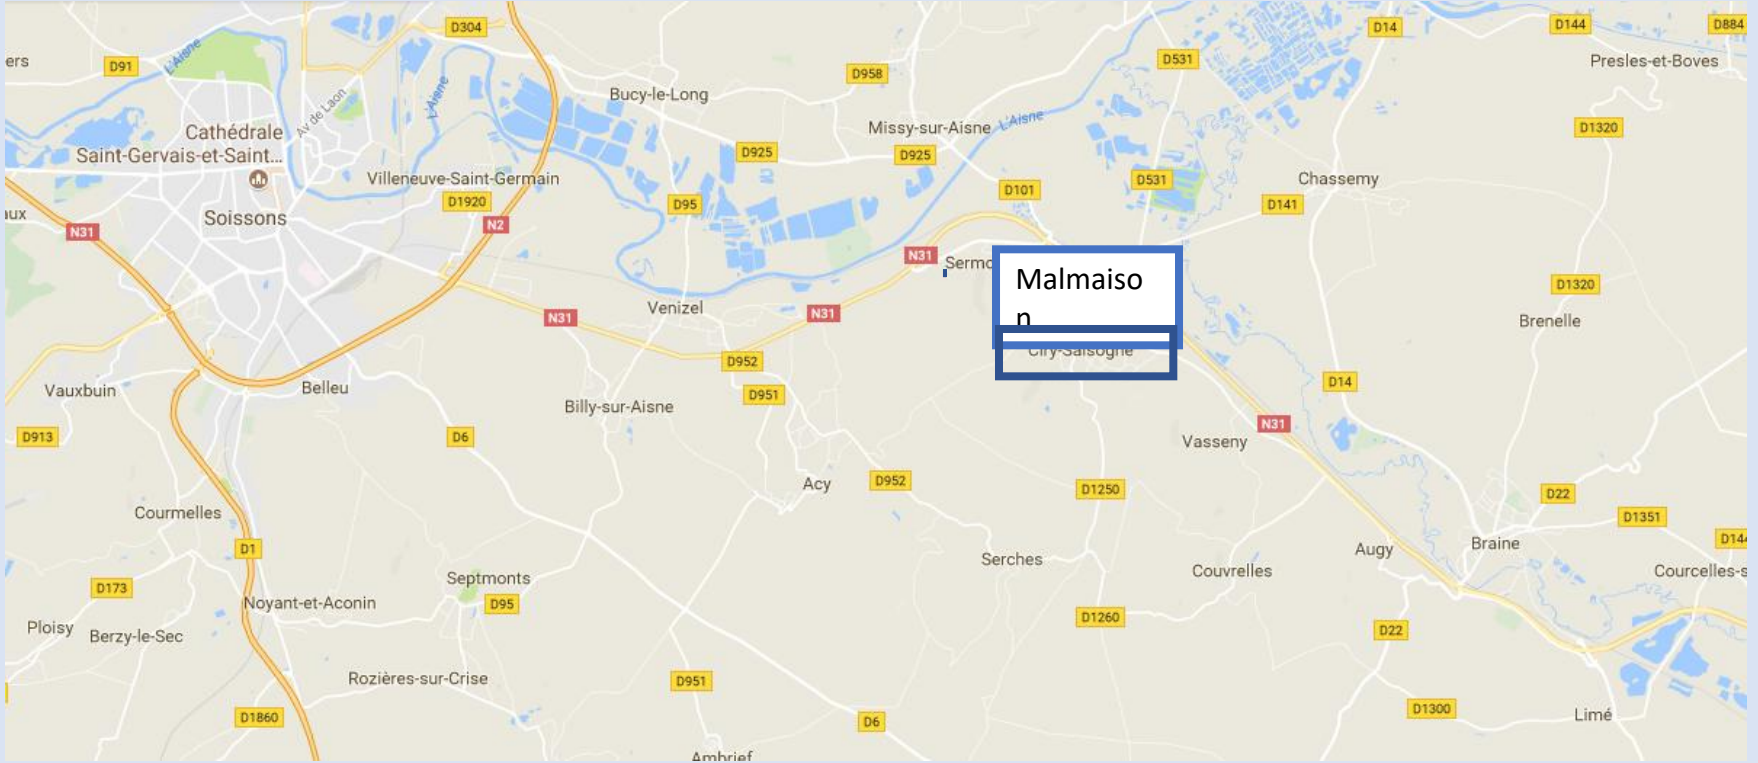 D304
D14
D144
D884
L'Aisne
ers
D91
D958
D531
Presles-et-Boves
Bucy-le-Long
L'Aisne
Av de Laon
Missy-sur-Aisne
L'Aisne
D1320
Cathédrale
Saint-Gervais-et-Saint...
D925
D925
Villeneuve-Saint-Germain
D531
Chassemy
D101
D1920
D95
D141
aux
Soissons
N2
N31
N31
Sermo
Malmaiso
n
D1320
Venizel
N31
N31
Brenelle
Ciry-Salsogne
D952
Vauxbuin
Belleu
D951
D14
Billy-sur-Aisne
N31
D913
D6
Vasseny
Acy
D952
D1250
D22
Courmelles
D1351
D1
Augy
Braine
D144
Serches
Couvrelles
Courcelles-s
Septmonts
D173
Noyant-et-Aconin
D95
D1260
Ploisy
Berzy-le-Sec
D22
Rozières-sur-Crise
D951
D1860
D6
D1300
Limé
Ambrief